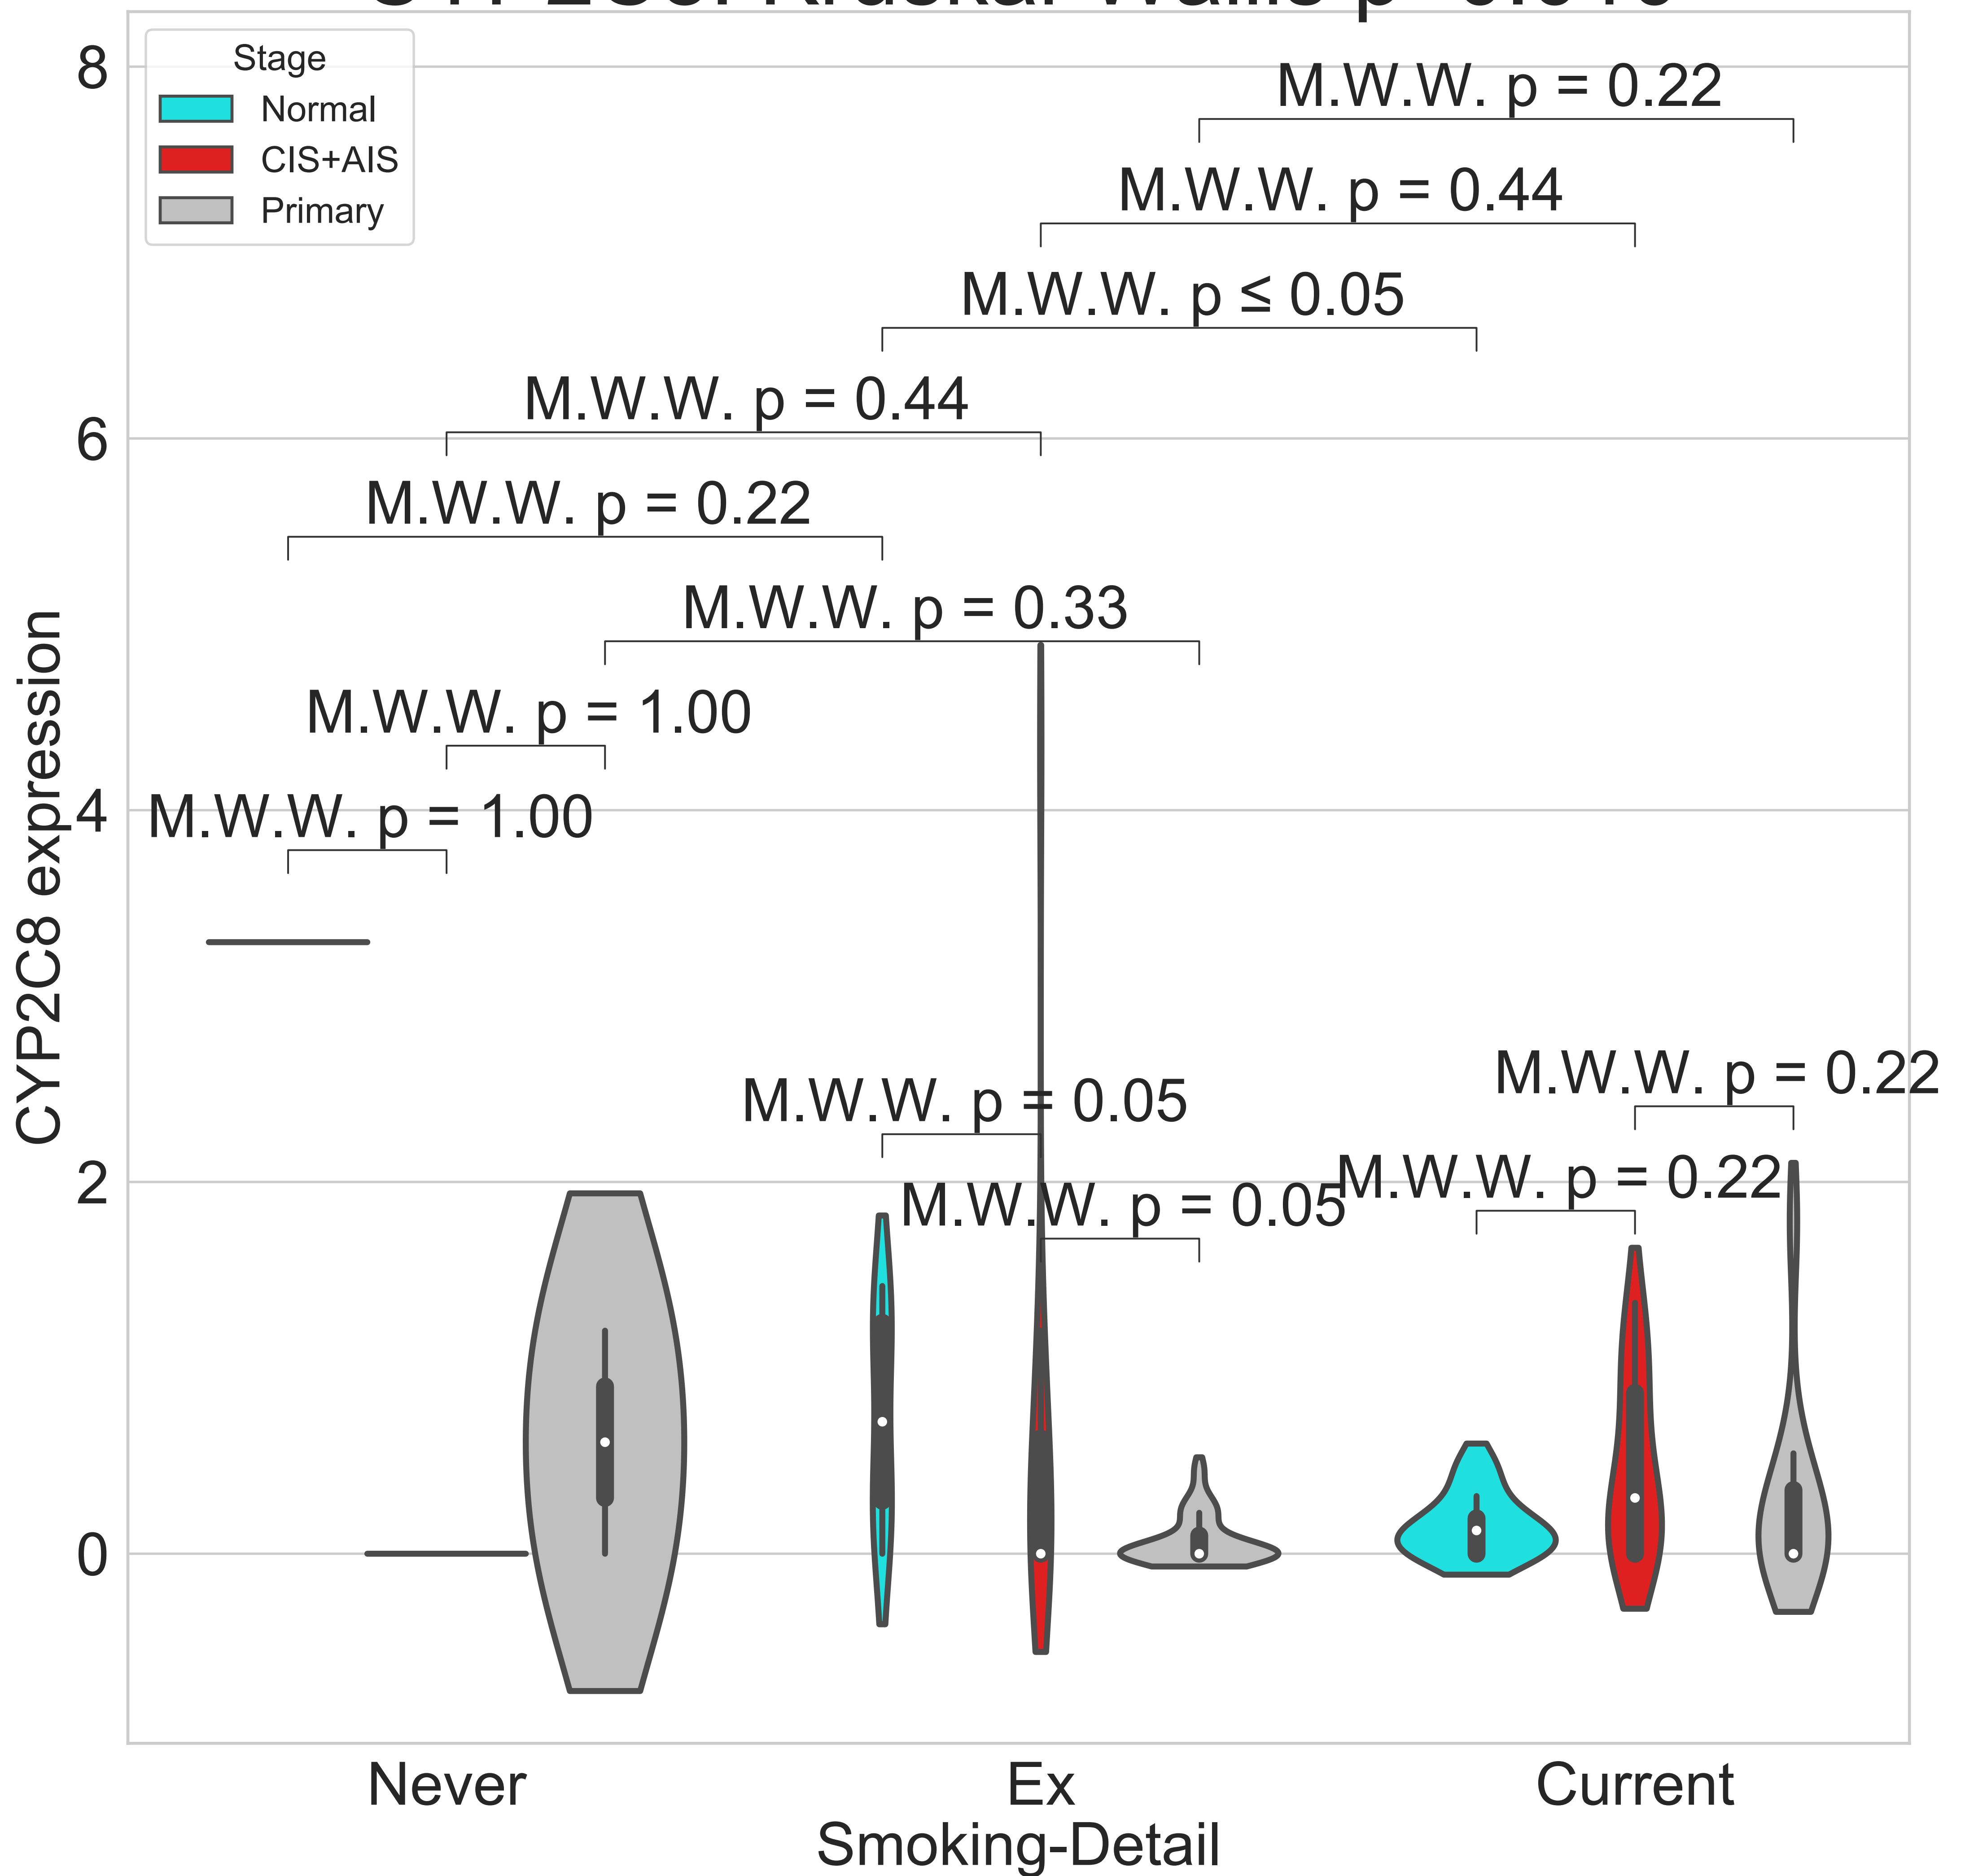 8
6
4
2
0
CYP2C8 expression
Stage
Normal
CIS+AIS
Primary
M.W.W. p = 0.22
M.W.W. p = 0.44
M.W.W. p ≤ 0.05
M.W.W. p = 0.44
M.W.W. p = 0.22
M.W.W. p = 0.33
M.W.W. p = 1.00
M.W.W. p = 1.00
M.W.W. p = 0.22
M.W.W. p = 0.05
M.W.W. p = 0.22
M.W.W. p = 0.05
Never
Ex
Current
Smoking-Detail